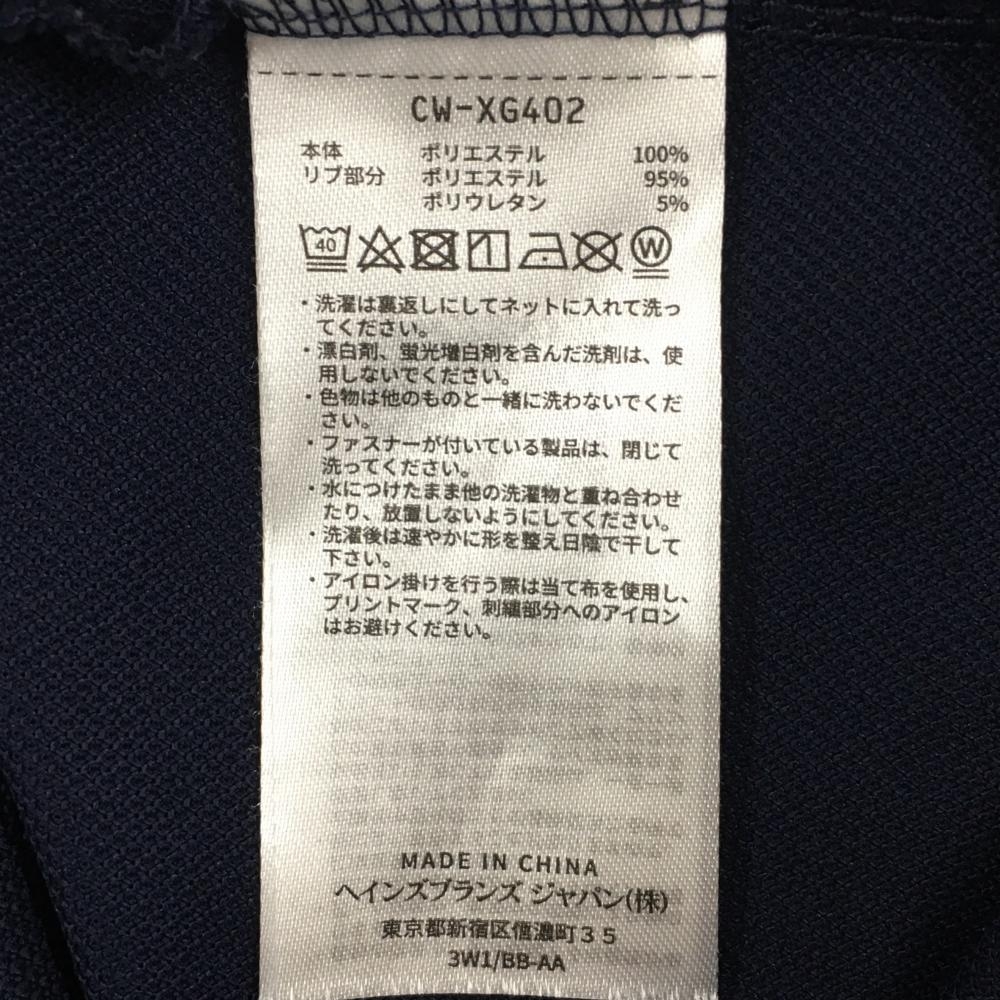 CW-XG402
本体 ポリエステル 100%
リブ部分 ポリエステル 95%
ポリウレタン 5%
40 W
・洗濯は裏返しにしてネットに入れて洗っ
てください。
・漂白剤、蛍光増白剤を含んだ洗剤は、使
用しないでください。
・色物は他のものと一緒に洗わないでくだ
さい。
・ファスナーが付いている製品は、閉じて
洗ってください。
・水につけたまま他の洗濯物と重ね合わせ
たり、放置しないようにしてください。
・洗濯後は速やかに形を整え日陰で干して
下さい。
・アイロン掛けを行う際は当て布を使用し、
プリントマーク、刺繍部分へのアイロン
はお避けください。
MADE IN CHINA
ヘインズブランズ ジャパン(株)
東京都新宿区信濃町35
3W1/BB-AA